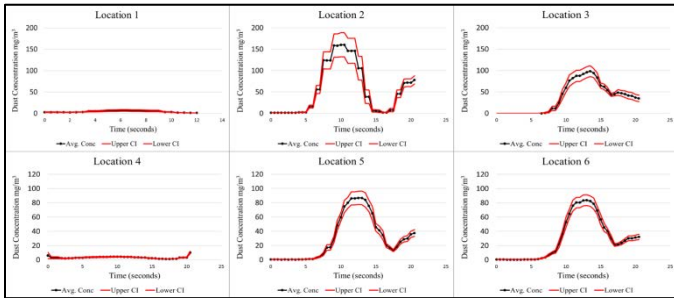 Location 1
Dust Concentration mg/m³
200
150
100
50
0
0 2 4 6 8 10 12 14
Time (seconds)
Avg. Conc Upper CI Lower CI
Location 2
Dust Concentration mg/m³
200
150
100
50
0
0 5 10 15 20 25
Time (seconds)
Avg. Conc Upper CI Lower CI
Location 3
Dust Concentration mg/m³
200
150
100
50
0
0 5 10 15 20 25
Time (seconds)
Avg. Conc Upper CI Lower CI
Location 4
Dust Concentration mg/m³
120
100
80
60
40
20
0
0 5 10 15 20 25
Time (seconds)
Avg. Conc Upper CI Lower CI
Location 5
Dust Concentration mg/m³
120
100
80
60
40
20
0
0 5 10 15 20 25
Time (seconds)
Avg. Conc Upper CI Lower CI
Location 6
Dust Concentration mg/m³
120
100
80
60
40
20
0
0 5 10 15 20 25
Time (seconds)
Avg. Conc Upper CI Lower CI